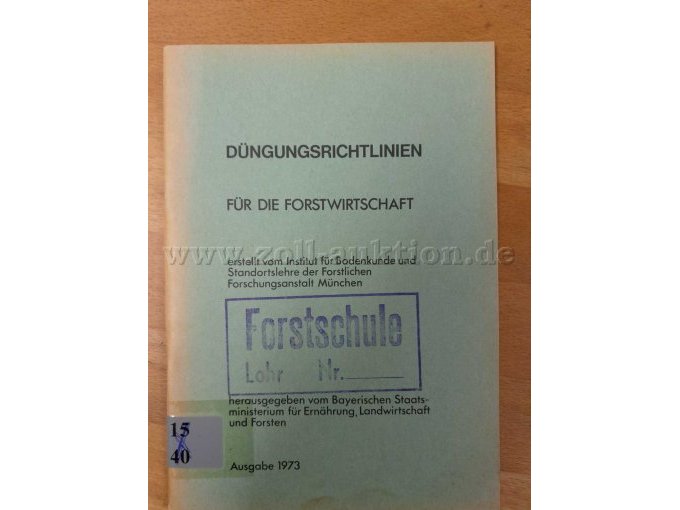 DÜNGUNGSRICHTLINIEN
FÜR DIE FORSTWIRTSCHAFT
www.zoll-auktion.de
erstellt vom Institut für Bodenkunde und
Standortslehre der Forstlichen
Forschungsanstalt München
Forstschule
Lohr Nr.
herausgegeben vom Bayerischen Staats-
ministerium für Ernährung, Landwirtschaft
und Forsten
15
40
Ausgabe 1973